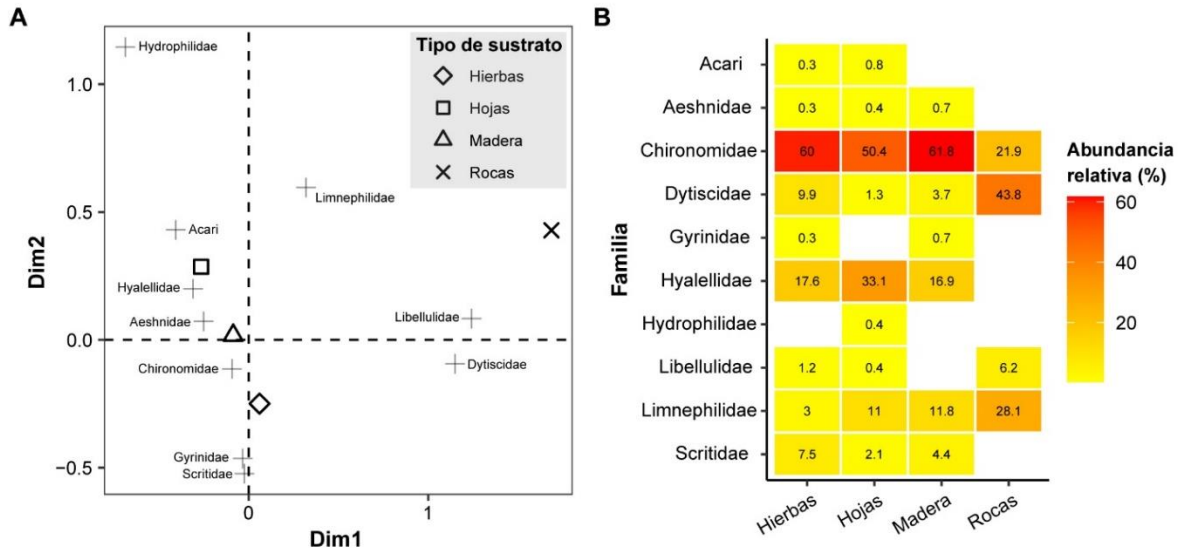 A
Hydrophilidae
Tipo de sustrato
Hierbas
Hojas
Madera
Rocas
Limnephilidae
Acari
Hyalellidae
Aeshnidae
Libellulidae
Chironomidae
Dytiscidae
Gyrinidae
Scritidae
1.0
0.5
0.0
−0.5
Dim2
0 1
Dim1
B
Familia
Acari 0.3 0.8
Aeshnidae 0.3 0.4 0.7
Chironomidae 60 50.4 61.8 21.9
Dytiscidae 9.9 1.3 3.7 43.8
Gyrinidae 0.3 0.7
Hyalellidae 17.6 33.1 16.9
Hydrophilidae 0.4
Libellulidae 1.2 0.4 6.2
Limnephilidae 3 11 11.8 28.1
Scritidae 7.5 2.1 4.4
Hierbas Hojas Madera Rocas
Abundancia
relativa (%)
60
40
20